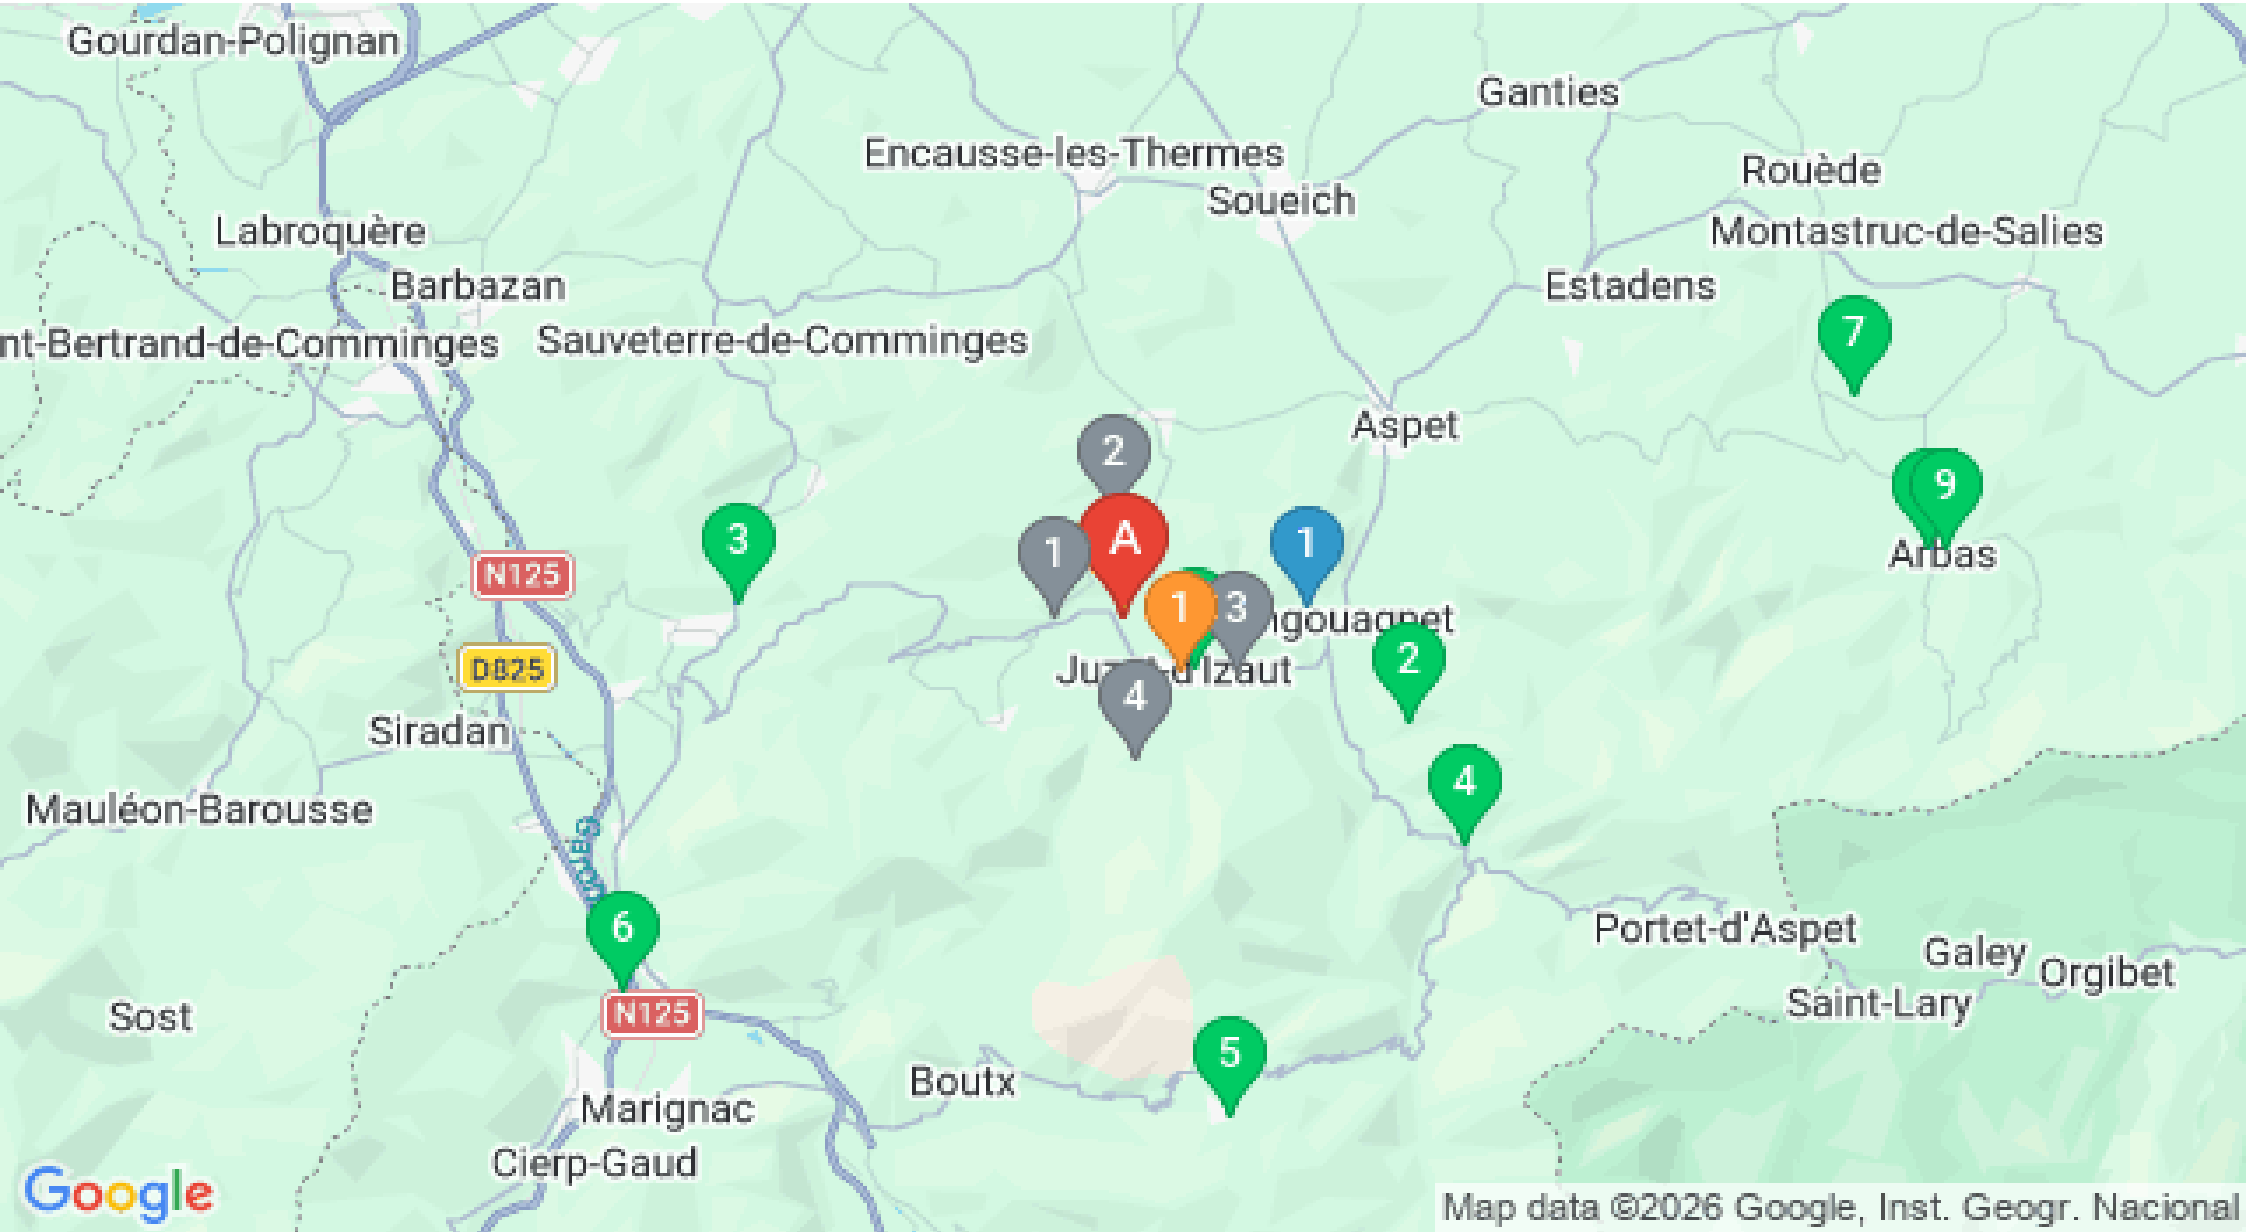 Gourdan-Polignan
Ganties
Encausse-les-Thermes
Rouède
Soueich
Labroquère
Montastruc-de-Salies
Barbazan
Estadens
nt-Bertrand-de-Comminges
Sauveterre-de-Comminges
7
Aspet
2
9
3
1
A
1
Arbas
N125
1
3
ngouagnet
2
D825
4
Siradan
4
Mauléon-Barousse
6
Portet-d'Aspet
Galey
Orgibet
Sost
N125
Saint-Lary
5
Boutx
Marignac
Cierp-Gaud
Google
Map data ©2026 Google, Inst. Geogr. Nacional